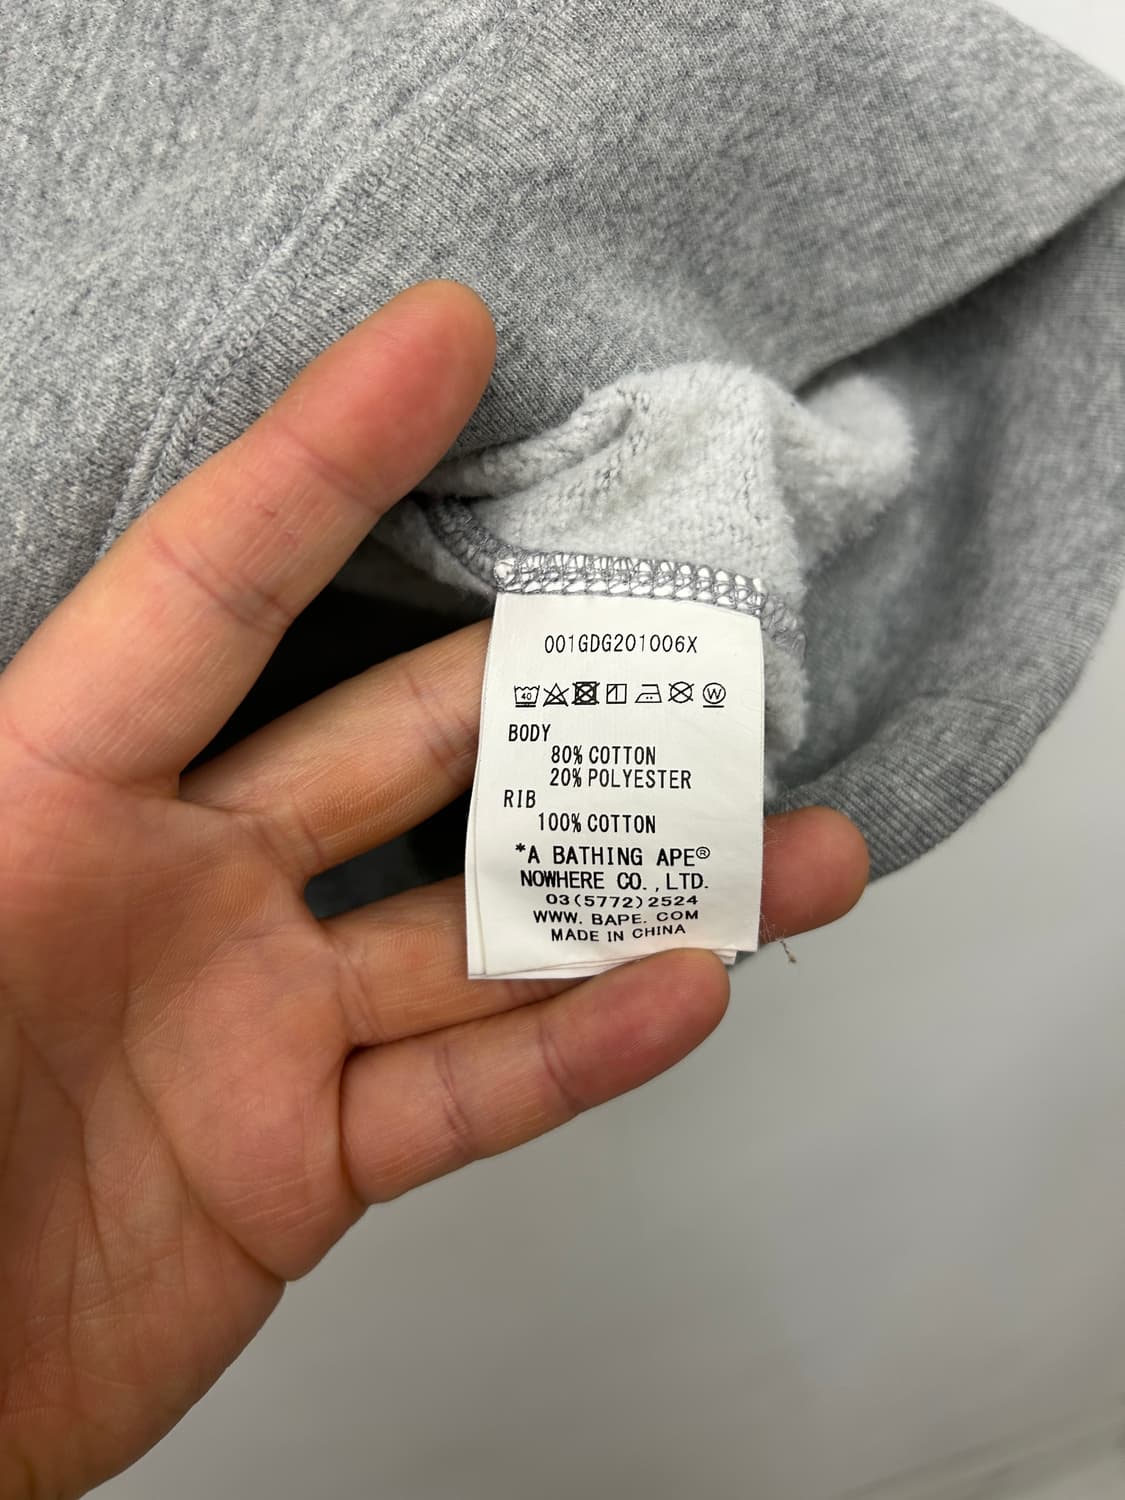 001GDG201006X
40 W
BODY
80% COTTON
20% POLYESTER
RIB
100% COTTON
*A BATHING APE®
NOWHERE CO.,LTD.
03(5772)2524
WWW. BAPE. COM
MADE IN CHINA